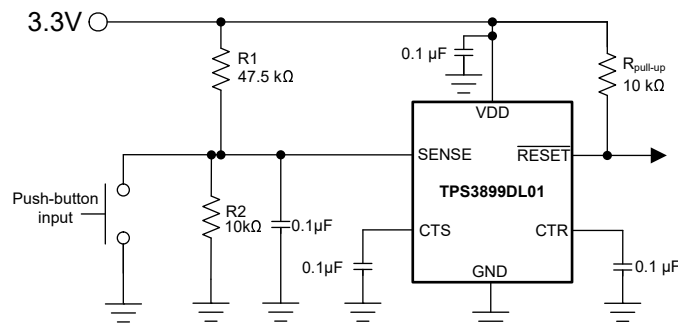 3.3V
R1
47.5 kΩ
0.1 µF
R
pull-up
10 kΩ
VDD
SENSE
RESET
TPS3899DL01
Push-button
input
R2
10kΩ
0.1µF
CTS
CTR
0.1µF
0.1 µF
GND